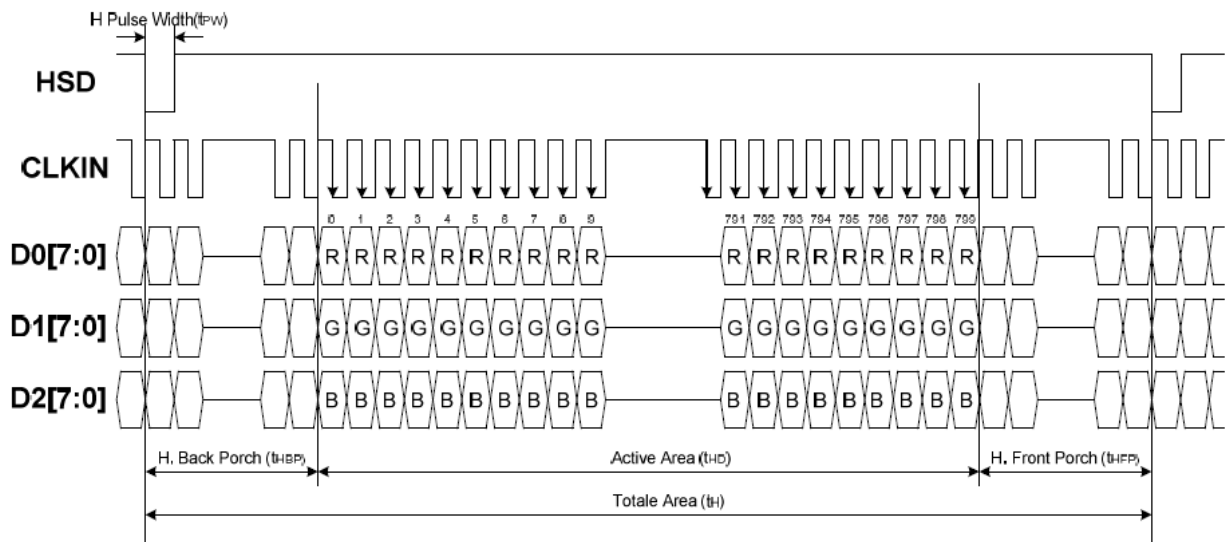 H Pulse Width(tPW)
HSD
CLKIN
i0 1 2 3 4 5 6 7 i8 9 791 792 793 794 795 796 797 798 799
D0[7:0] R R R R R R R R R R R R R R R R R R R
D1[7:0] G G G G G G G G G G G G G G G G G G G
D2[7:0] B B B B B B B B B B B B B B B B B B B
H. Back Porch (tHBP) Active Area (tHD) H. Front Porch (tHFP)
Totale Area (tH)